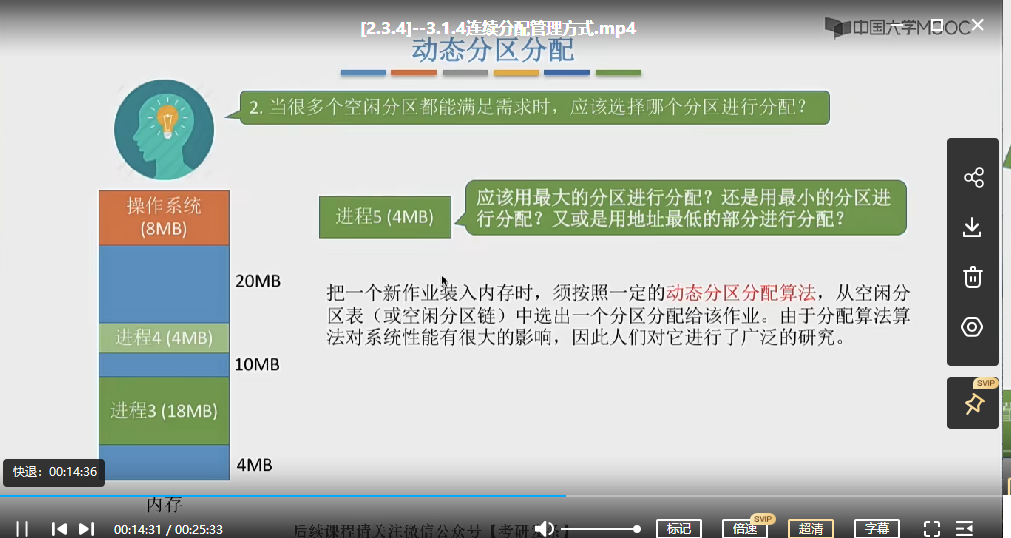 [2.3.4]--3.1.4连续分配管理方式.mp4
中国大学MOOC
动态分区分配
2. 当很多个空闲分区都能满足需求时，应该选择哪个分区进行分配？
操作系统
(8MB)
20MB
进程4 (4MB)
10MB
进程3 (18MB)
4MB
内存
进程5 (4MB)
应该用最大的分区进行分配？还是用最小的分区进
行分配？又或是用地址最低的部分进行分配？
把一个新作业装入内存时，须按照一定的动态分区分配算法，从空闲分
区表（或空闲分区链）中选出一个分区分配给该作业。由于分配算法算
法对系统性能有很大的影响，因此人们对它进行了广泛的研究。
SVIP
快退：00:14:36
后续课程请关注微信公众号
00:14:31 / 00:25:33
标记
倍速
SVIP
超清
字幕